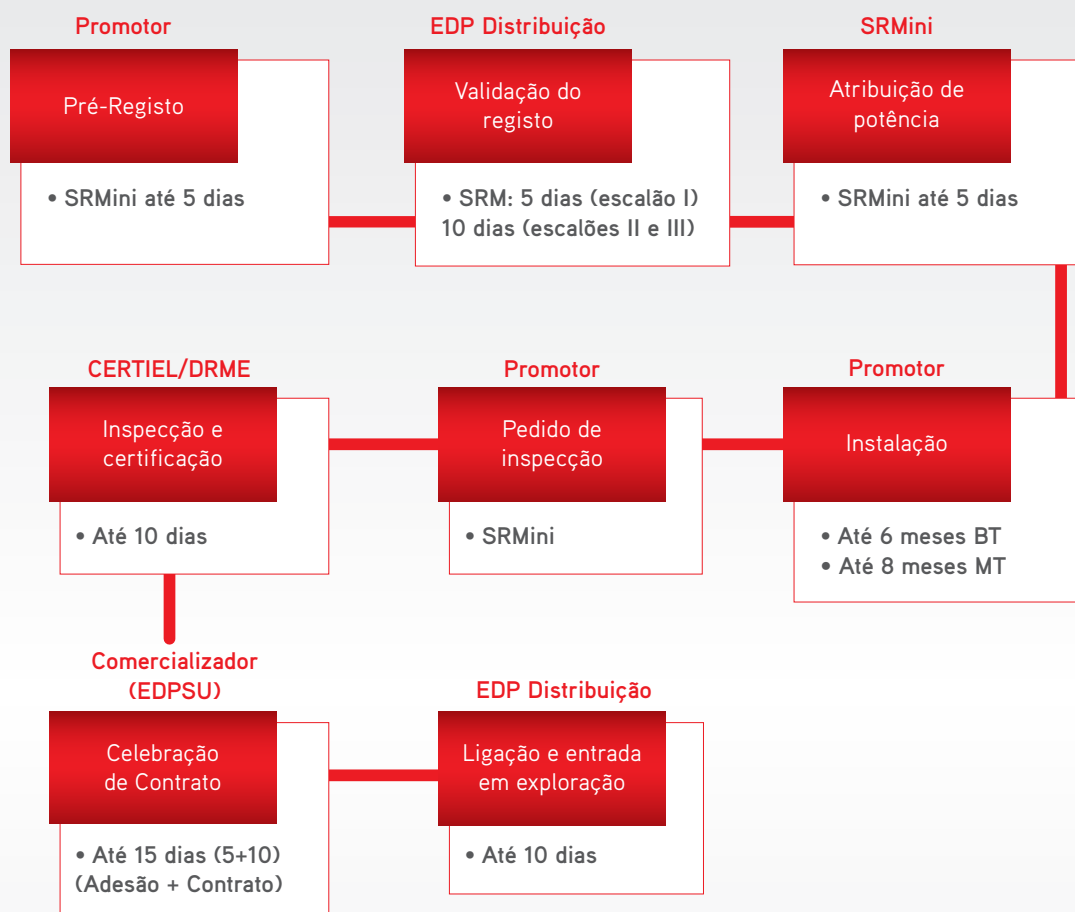 Promotor
Pré-Registo
• SRMini até 5 dias
EDP Distribuição
Validação do
registo
• SRM: 5 dias (escalão I)
10 dias (escalões II e III)
SRMini
Atribuição de
potência
• SRMini até 5 dias
Promotor
Instalação
• Até 6 meses BT
• Até 8 meses MT
Promotor
Pedido de
inspecção
• SRMini
CERTIEL/DRME
Inspecção e
certificação
• Até 10 dias
Comercializador
(EDPSU)
Celebração
de Contrato
• Até 15 dias (5+10)
(Adesão + Contrato)
EDP Distribuição
Ligação e entrada
em exploração
• Até 10 dias